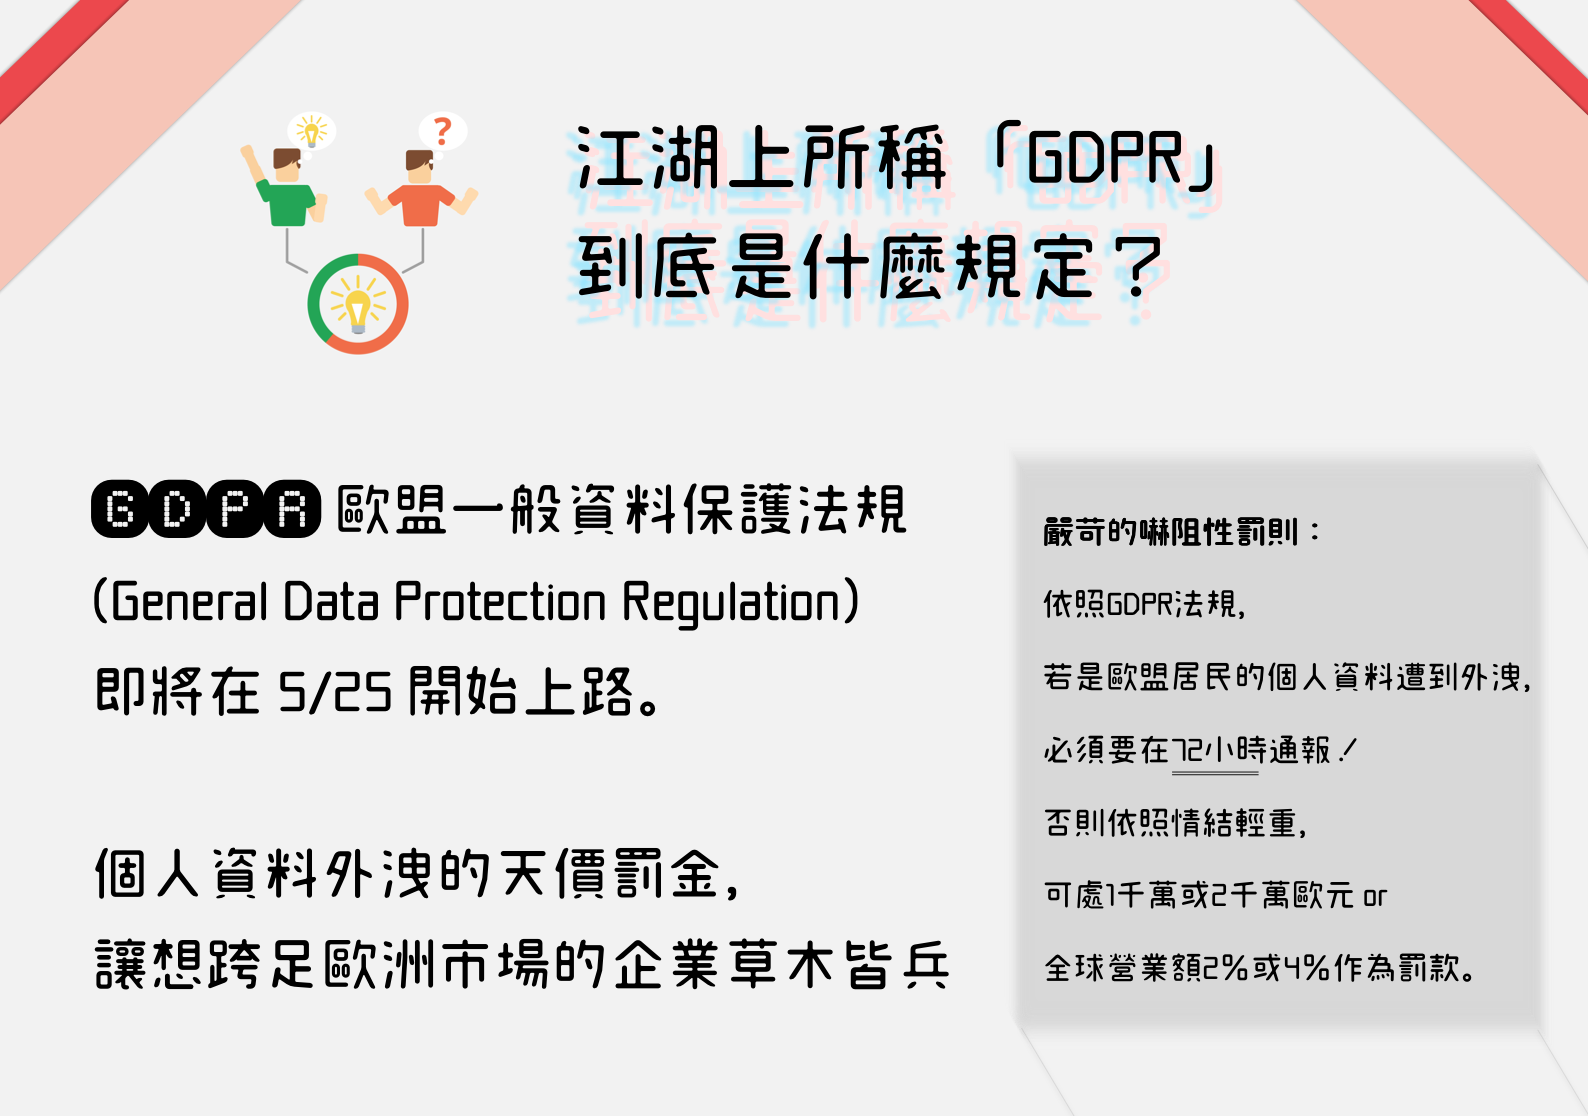 江湖上所稱「GDPR」
到底是什麼規定？
?
GDPR 歐盟一般資料保護法規
(General Data Protection Regulation)
即將在 5/25 開始上路。
個人資料外洩的天價罰金,
讓想跨足歐洲市場的企業草木皆兵
嚴苛的嚇阻性罰則：
依照GDPR法規,
若是歐盟居民的個人資料遭到外洩,
必須要在72小時通報！
否則依照情結輕重,
可處1千萬或2千萬歐元 or
全球營業額2%或4%作為罰款。